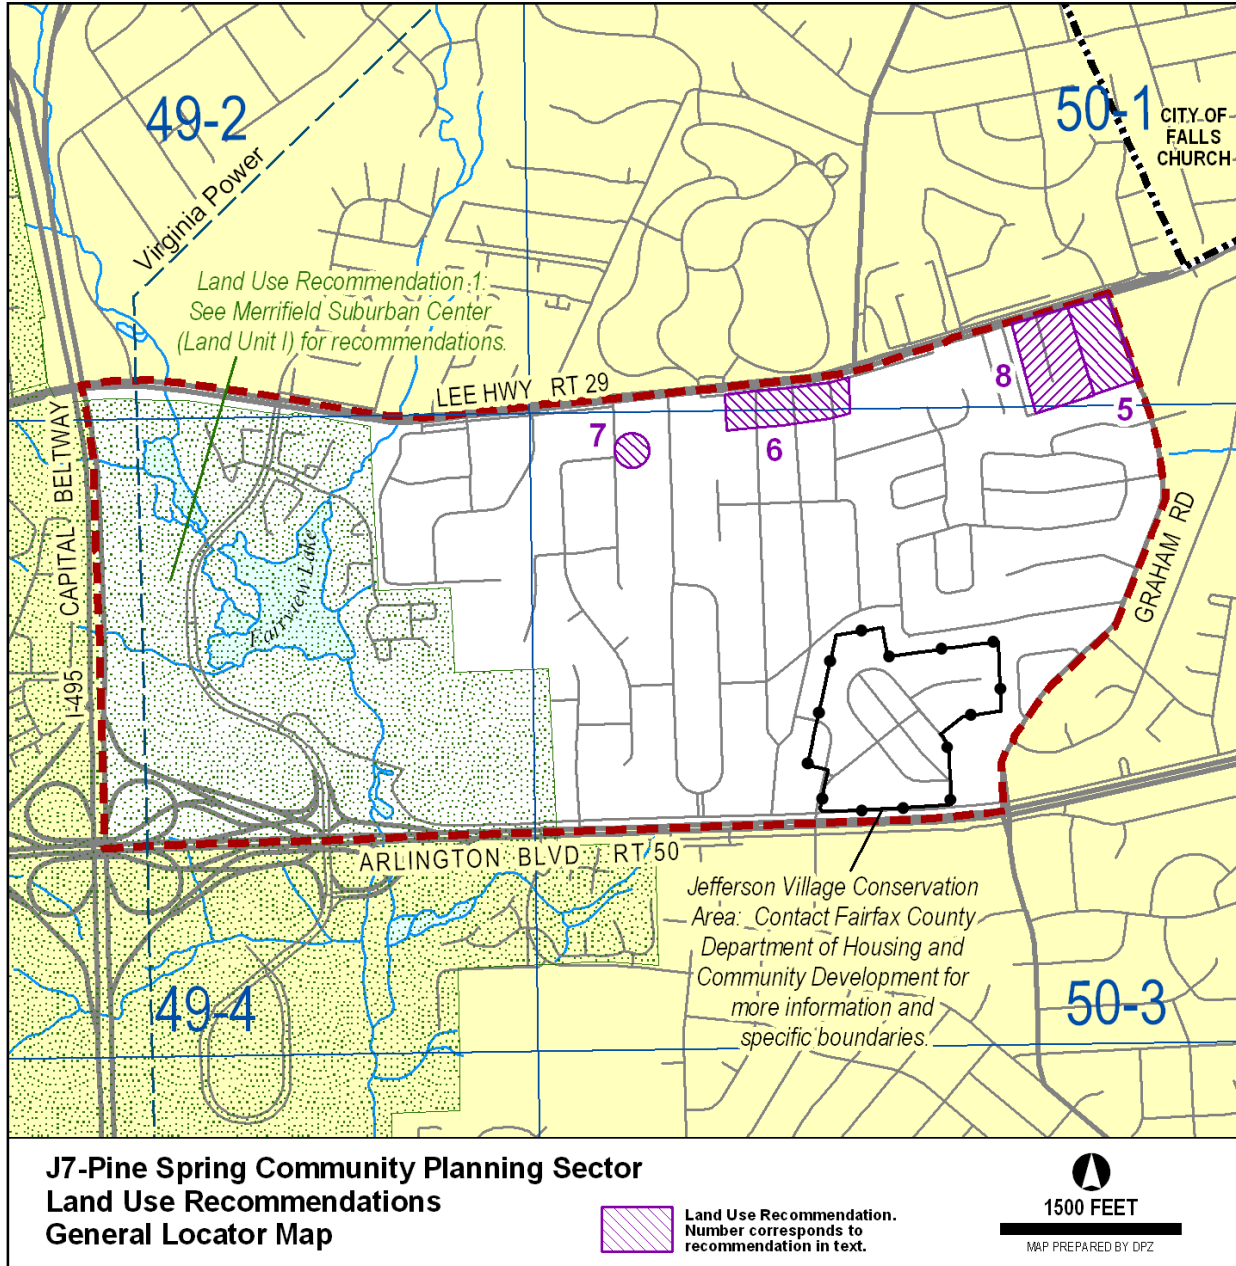 49-2
50-1
CITY OF
FALLS
CHURCH
Virginia Power
Land Use Recommendation 1:
See Merrifield Suburban Center
(Land Unit I) for recommendations.
LEE HWY RT 29
8
5
7
6
I-495 CAPITAL BELTWAY
Fairview Lake
GRAHAM RD
ARLINGTON BLVD RT 50
Jefferson Village Conservation
Area: Contact Fairfax County
Department of Housing and
Community Development for
more information and
specific boundaries.
49-4
50-3
J7-Pine Spring Community Planning Sector
Land Use Recommendations
General Locator Map
Land Use Recommendation.
Number corresponds to
recommendation in text.
1500 FEET
MAP PREPARED BY DPZ